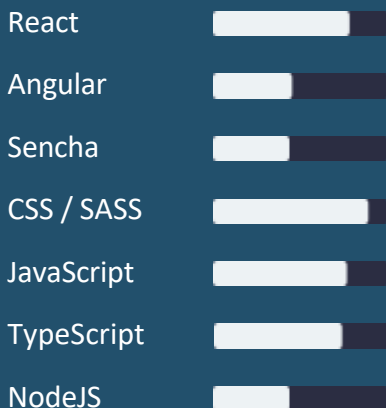 React
Angular
Sencha
CSS / SASS
JavaScript
TypeScript
NodeJS